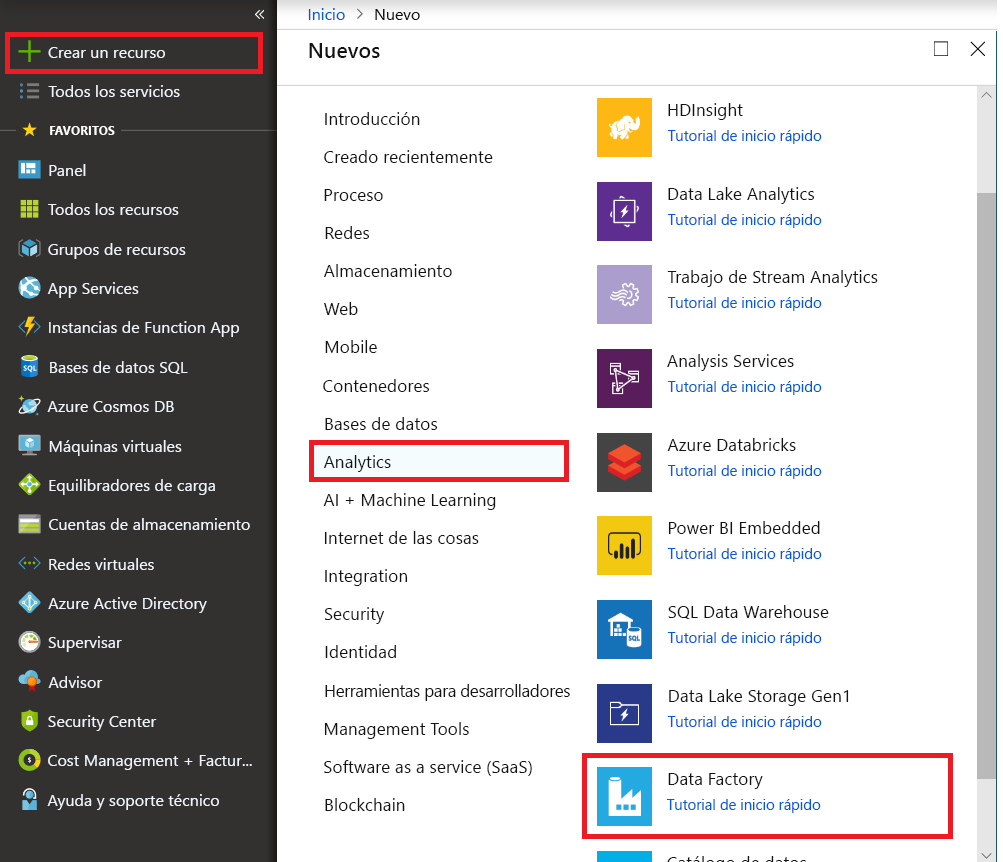 «
Crear un recurso
Todos los servicios
FAVORITOS
Panel
Todos los recursos
Grupos de recursos
App Services
Instancias de Function App
Bases de datos SQL
Azure Cosmos DB
Máquinas virtuales
Equilibradores de carga
Cuentas de almacenamiento
Redes virtuales
Azure Active Directory
Supervisar
Advisor
Security Center
Cost Management + Factur...
Ayuda y soporte técnico
Inicio > Nuevo
Nuevos
Introducción
Creado recientemente
Proceso
Redes
Almacenamiento
Web
Mobile
Contenedores
Bases de datos
Analytics
AI + Machine Learning
Internet de las cosas
Integration
Security
Identidad
Herramientas para desarrolladores
Management Tools
Software as a service (SaaS)
Blockchain
HDInsight
Tutorial de inicio rápido
Data Lake Analytics
Tutorial de inicio rápido
Trabajo de Stream Analytics
Tutorial de inicio rápido
Analysis Services
Tutorial de inicio rápido
Azure Databricks
Tutorial de inicio rápido
Power BI Embedded
Tutorial de inicio rápido
SQL Data Warehouse
Tutorial de inicio rápido
Data Lake Storage Gen1
Tutorial de inicio rápido
Data Factory
Tutorial de inicio rápido
Catálogo de datos